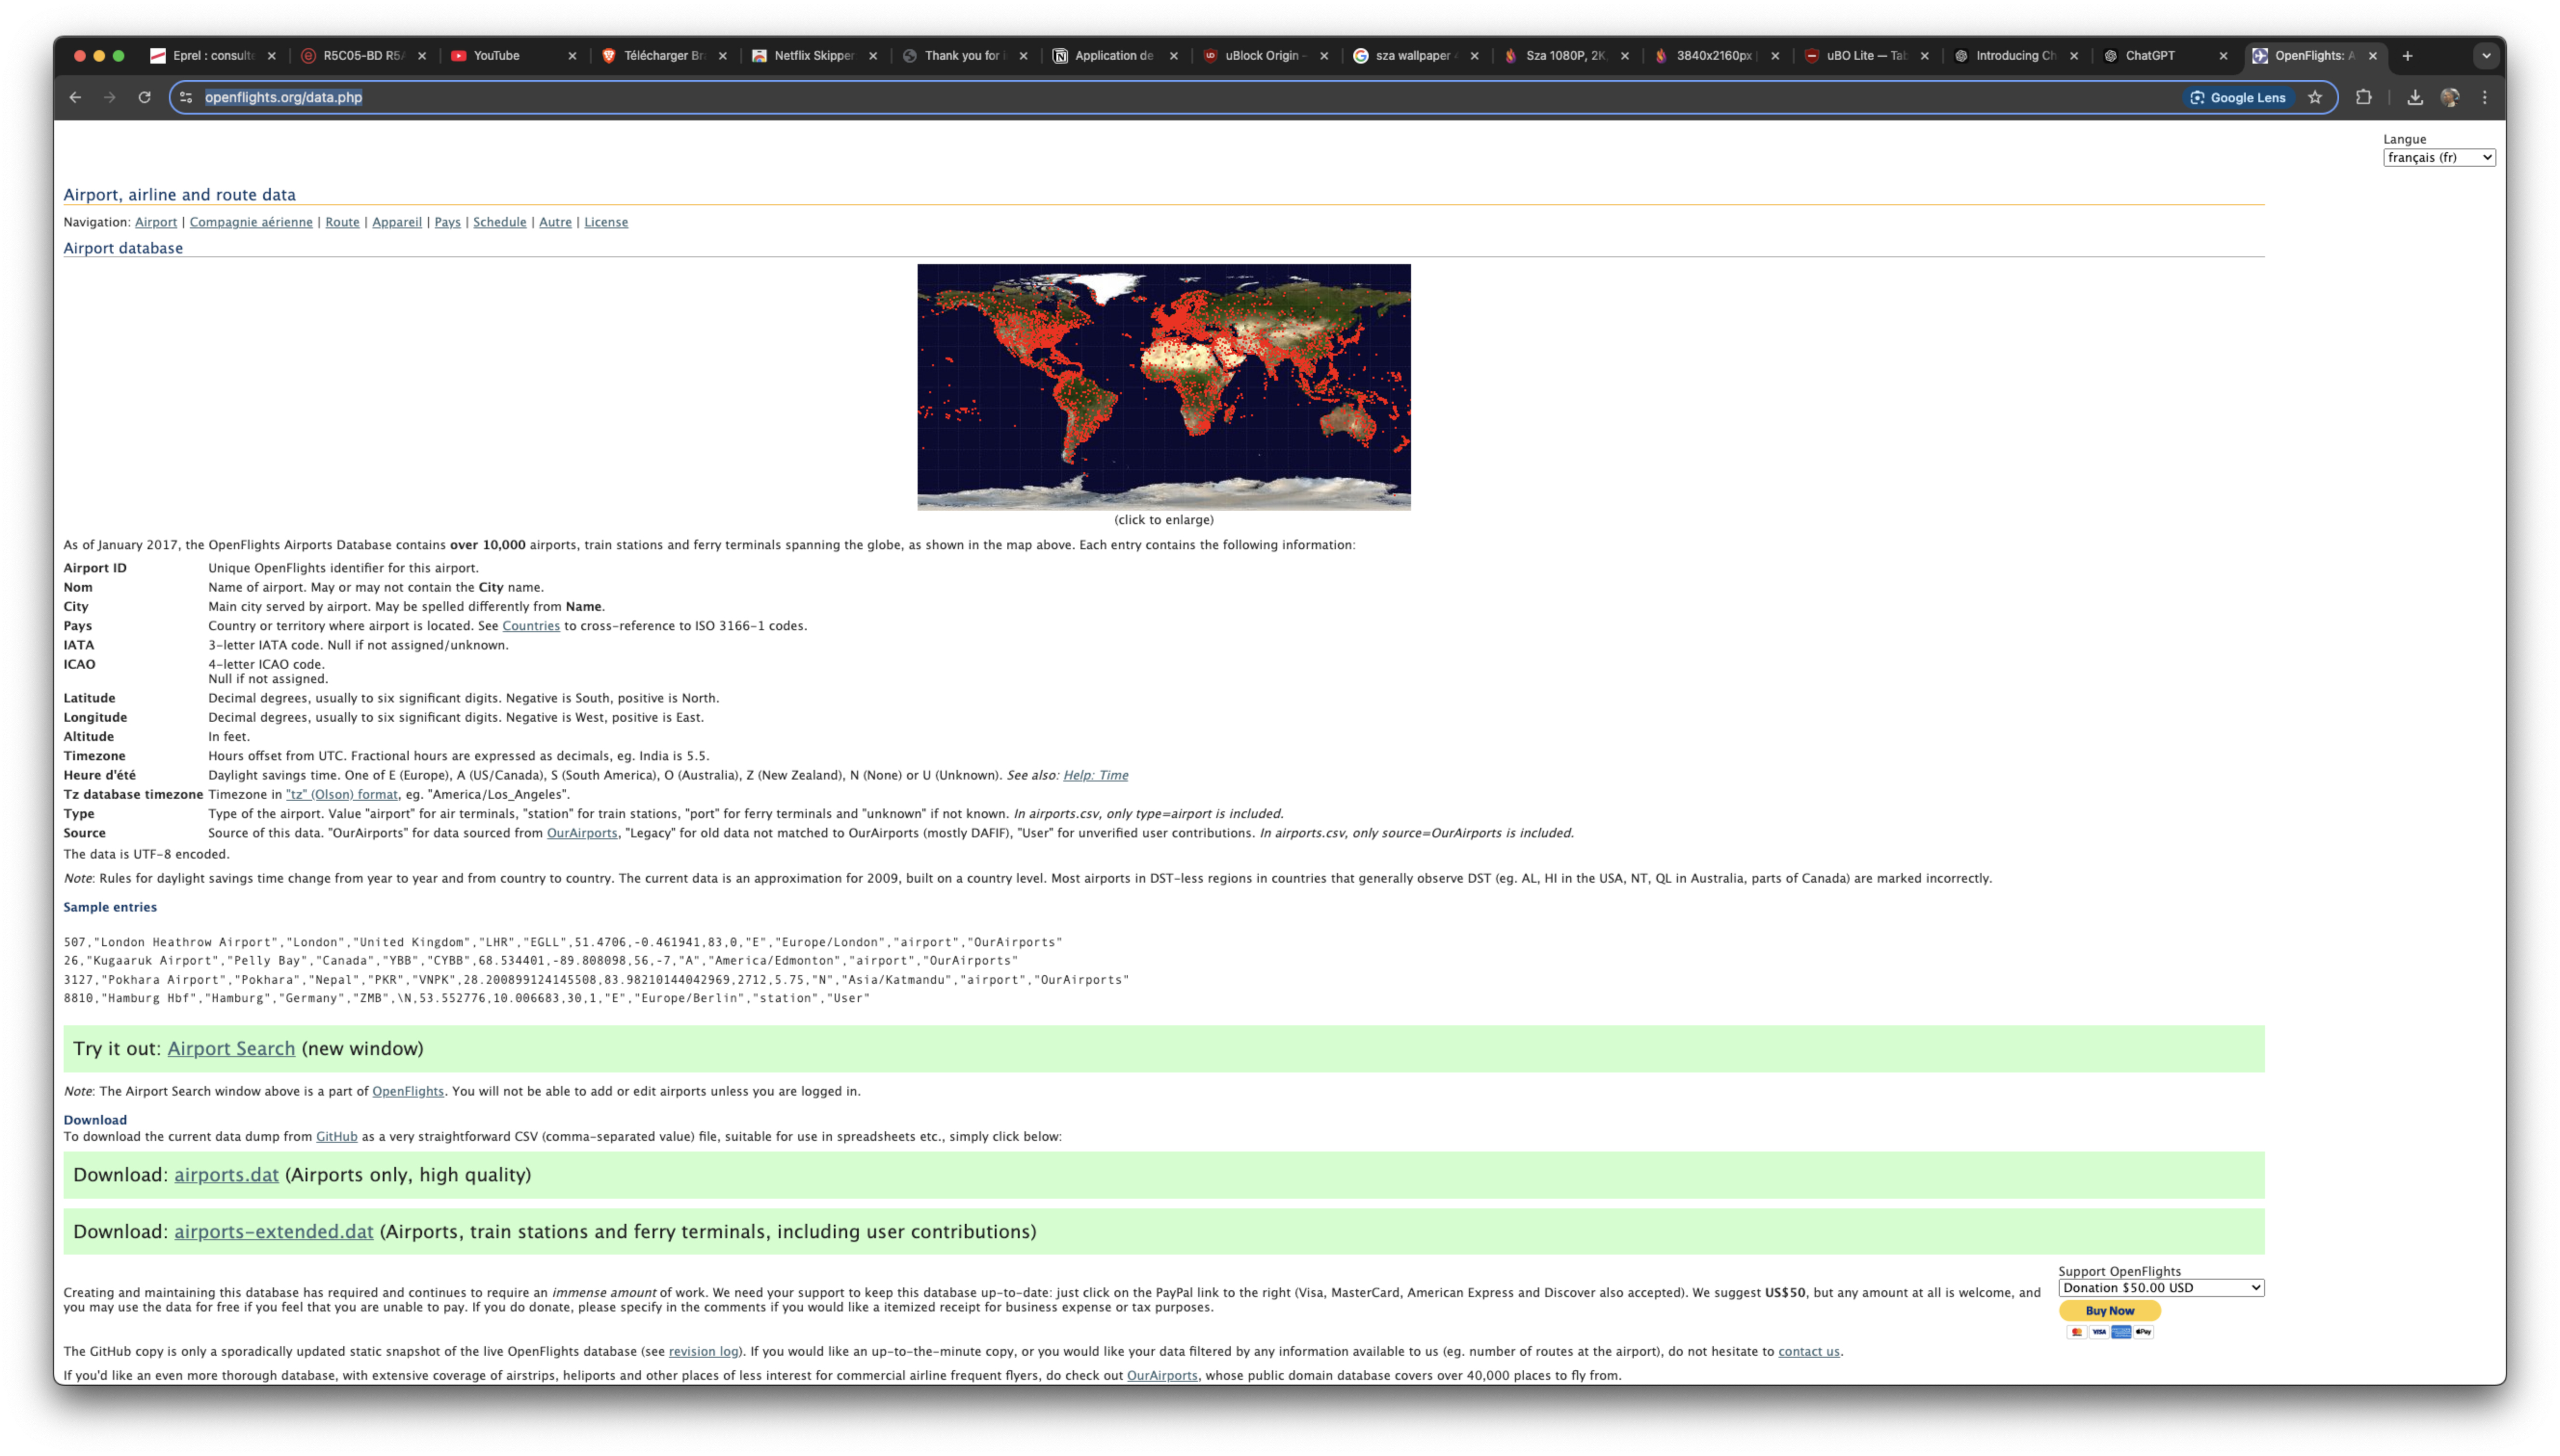 Eprel : consulte
R5C05-BD R5A
YouTube
Télécharger Bra
Netflix Skipper
Thank you for i
Application de
uBlock Origin –
sza wallpaper
Sza 1080P, 2K,
3840x2160px
uBO Lite — Tab
Introducing Ch
ChatGPT
OpenFlights: A
openflights.org/data.php
Google Lens
Langue
français (fr)
Airport, airline and route data
Navigation: Airport | Compagnie aérienne | Route | Appareil | Pays | Schedule | Autre | License
Airport database
(click to enlarge)
As of January 2017, the OpenFlights Airports Database contains over 10,000 airports, train stations and ferry terminals spanning the globe, as shown in the map above. Each entry contains the following information:
Airport ID Unique OpenFlights identifier for this airport.
Nom Name of airport. May or may not contain the City name.
City Main city served by airport. May be spelled differently from Name.
Pays Country or territory where airport is located. See Countries to cross-reference to ISO 3166-1 codes.
IATA 3-letter IATA code. Null if not assigned/unknown.
ICAO 4-letter ICAO code.
Null if not assigned.
Latitude Decimal degrees, usually to six significant digits. Negative is South, positive is North.
Longitude Decimal degrees, usually to six significant digits. Negative is West, positive is East.
Altitude In feet.
Timezone Hours offset from UTC. Fractional hours are expressed as decimals, eg. India is 5.5.
Heure d'été Daylight savings time. One of E (Europe), A (US/Canada), S (South America), O (Australia), Z (New Zealand), N (None) or U (Unknown). See also: Help: Time
Tz database timezone Timezone in "tz" (Olson) format, eg. "America/Los_Angeles".
Type Type of the airport. Value "airport" for air terminals, "station" for train stations, "port" for ferry terminals and "unknown" if not known. In airports.csv, only type=airport is included.
Source Source of this data. "OurAirports" for data sourced from OurAirports, "Legacy" for old data not matched to OurAirports (mostly DAFIF), "User" for unverified user contributions. In airports.csv, only source=OurAirports is included.
The data is UTF-8 encoded.
Note: Rules for daylight savings time change from year to year and from country to country. The current data is an approximation for 2009, built on a country level. Most airports in DST-less regions in countries that generally observe DST (eg. AL, HI in the USA, NT, QL in Australia, parts of Canada) are marked incorrectly.
Sample entries
507,"London Heathrow Airport","London","United Kingdom","LHR","EGLL",51.4706,-0.461941,83,0,"E","Europe/London","airport","OurAirports"
26,"Kugaaruk Airport","Pelly Bay","Canada","YBB","CYBB",68.534401,-89.808098,56,-7,"A","America/Edmonton","airport","OurAirports"
3127,"Pokhara Airport","Pokhara","Nepal","PKR","VNPK",28.200899124145508,83.98210144042969,2712,5.75,"N","Asia/Katmandu","airport","OurAirports"
8810,"Hamburg Hbf","Hamburg","Germany","ZMB",\N,53.552776,10.006683,30,1,"E","Europe/Berlin","station","User"
Try it out: Airport Search (new window)
Note: The Airport Search window above is a part of OpenFlights. You will not be able to add or edit airports unless you are logged in.
Download
To download the current data dump from GitHub as a very straightforward CSV (comma-separated value) file, suitable for use in spreadsheets etc., simply click below:
Download: airports.dat (Airports only, high quality)
Download: airports-extended.dat (Airports, train stations and ferry terminals, including user contributions)
Creating and maintaining this database has required and continues to require an immense amount of work. We need your support to keep this database up-to-date: just click on the PayPal link to the right (Visa, MasterCard, American Express and Discover also accepted). We suggest US$50, but any amount at all is welcome, and
you may use the data for free if you feel that you are unable to pay. If you do donate, please specify in the comments if you would like a itemized receipt for business expense or tax purposes.
Support OpenFlights
Donation $50.00 USD
Buy Now
VISA
Pay
The GitHub copy is only a sporadically updated static snapshot of the live OpenFlights database (see revision log). If you would like an up-to-the-minute copy, or you would like your data filtered by any information available to us (eg. number of routes at the airport), do not hesitate to contact us.
If you'd like an even more thorough database, with extensive coverage of airstrips, heliports and other places of less interest for commercial airline frequent flyers, do check out OurAirports, whose public domain database covers over 40,000 places to fly from.